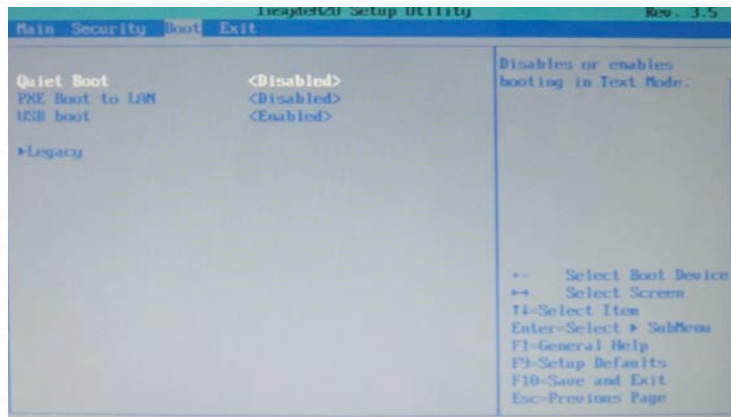 InsydeH2O Setup Utility Rev. 3.5
Main Security Boot Exit
Quiet Boot <Disabled>
PXE Boot to LAN <Disabled>
USB boot <Enabled>
▶Legacy
Disables or enables
booting in Text Mode.
+- Select Boot Device
↔ Select Screen
↑↓=Select Item
Enter=Select ▶ SubMenu
F1=General Help
F9=Setup Defaults
F10=Save and Exit
Esc=Previous Page